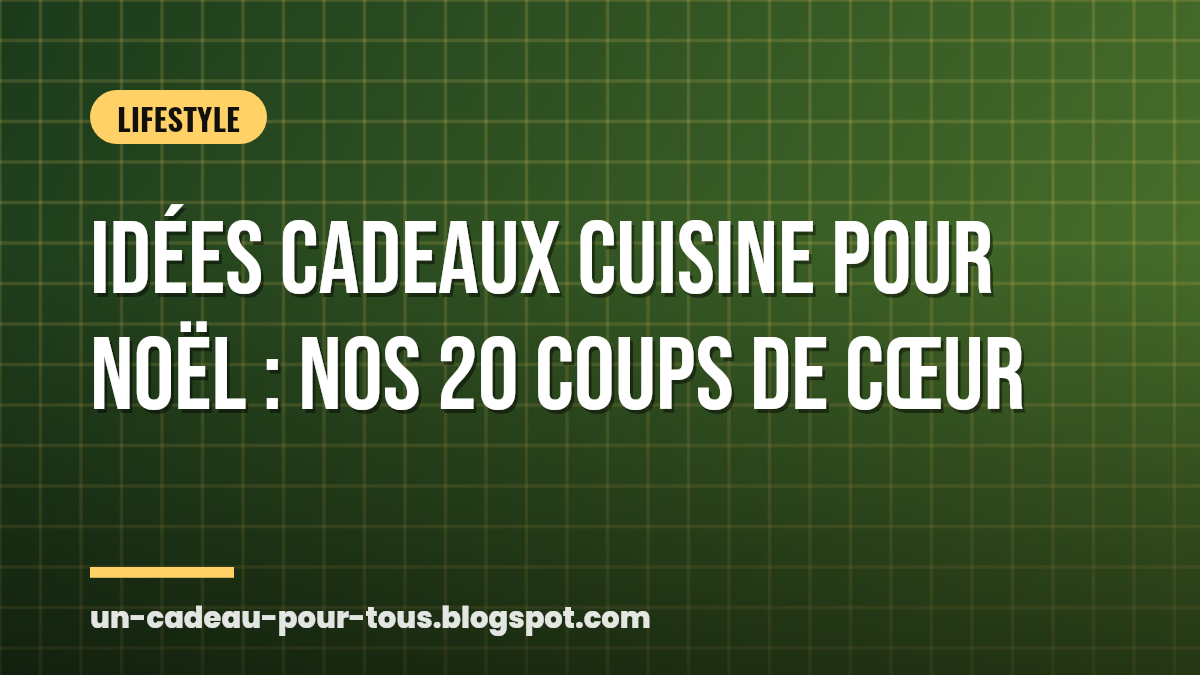 LIFESTYLE
IDÉES CADEAUX CUISINE POUR
NOËL : NOS 20 COUPS DE CŒUR
un-cadeau-pour-tous.blogspot.com